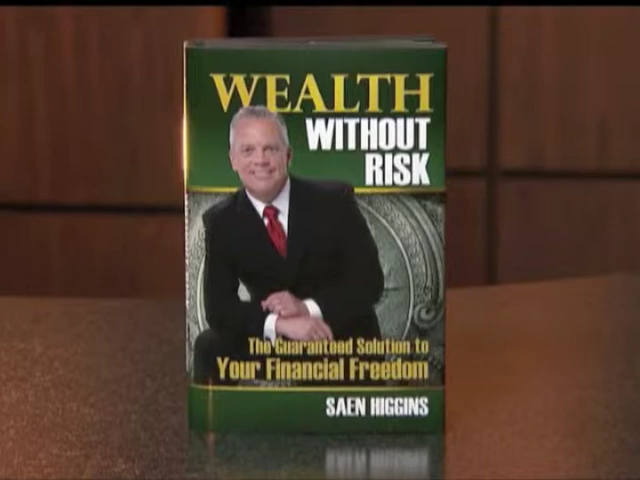 WEALTH
WITHOUT
RISK
The Guaranteed Solution to
Your Financial Freedom
SAEN HIGGINS